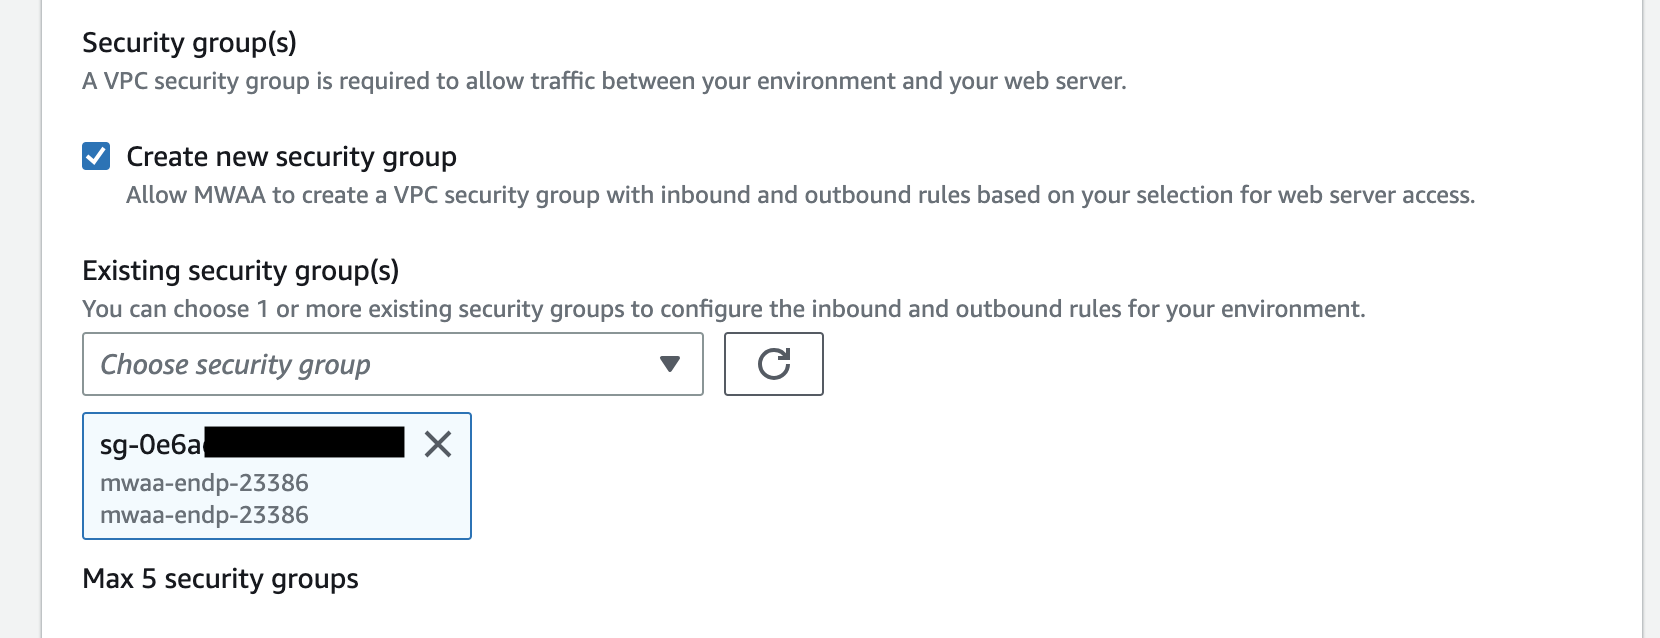 Security group(s)
A VPC security group is required to allow traffic between your environment and your web server.
Create new security group
Allow MWAA to create a VPC security group with inbound and outbound rules based on your selection for web server access.
Existing security group(s)
You can choose 1 or more existing security groups to configure the inbound and outbound rules for your environment.
Choose security group
sg-0e6a
mwaa-endp-23386
mwaa-endp-23386
Max 5 security groups